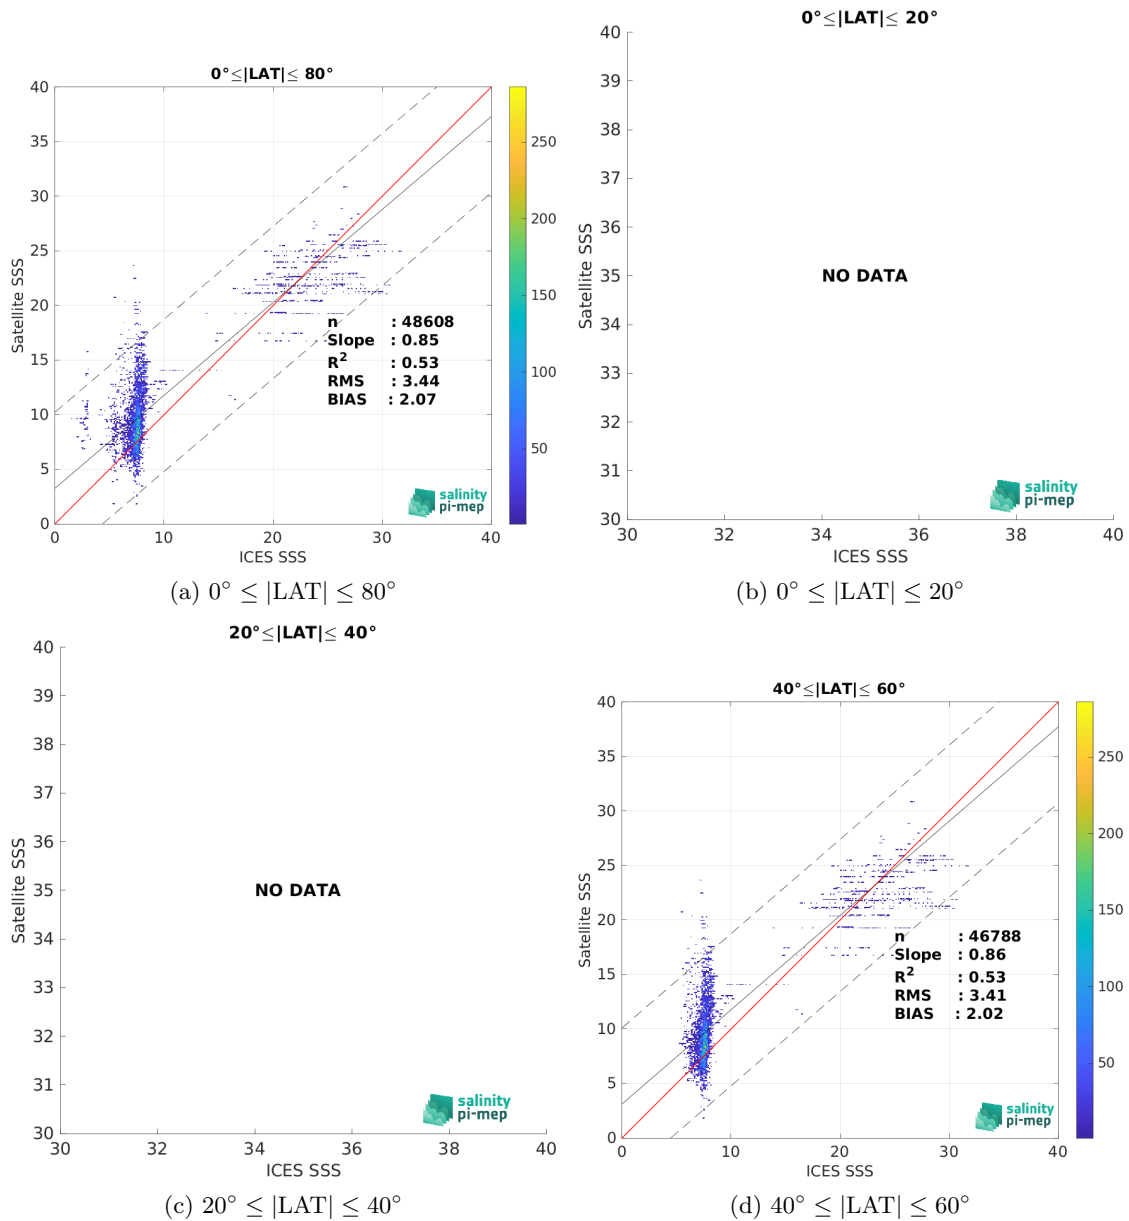 0°≤|LAT|≤ 80°
40
35
30
25
20
15
10
5
0
Satellite SSS
0
10
20
30
40
ICES SSS
250
200
150
100
50
n : 48608
Slope : 0.85
R² : 0.53
RMS : 3.44
BIAS : 2.07
salinity
pi-mep
(a) 0° ≤ |LAT| ≤ 80°
0°≤|LAT|≤ 20°
40
39
38
37
36
35
34
33
32
31
30
Satellite SSS
NO DATA
30
32
34
36
38
40
ICES SSS
salinity
pi-mep
(b) 0° ≤ |LAT| ≤ 20°
20°≤|LAT|≤ 40°
40
39
38
37
36
35
34
33
32
31
30
Satellite SSS
NO DATA
30
32
34
36
38
40
ICES SSS
salinity
pi-mep
(c) 20° ≤ |LAT| ≤ 40°
40°≤|LAT|≤ 60°
40
35
30
25
20
15
10
5
0
Satellite SSS
0
10
20
30
40
ICES SSS
250
200
150
100
50
n : 46788
Slope : 0.86
R² : 0.53
RMS : 3.41
BIAS : 2.02
salinity
pi-mep
(d) 40° ≤ |LAT| ≤ 60°